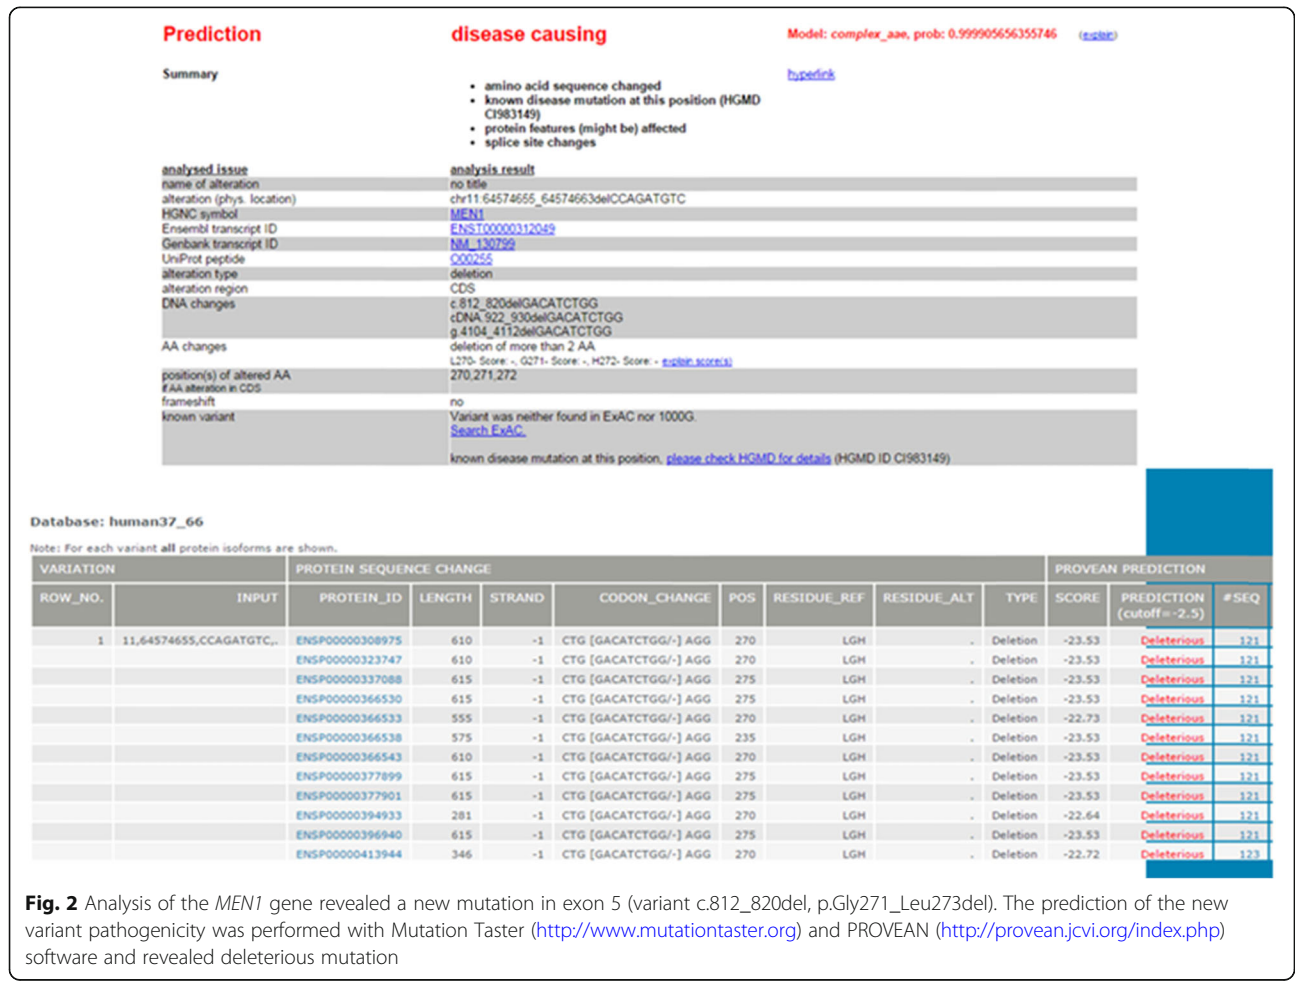 Prediction disease causing Model: complex_aae, prob: 0.999905656355746 (explain)
Summary hyperlink
• amino acid sequence changed
• known disease mutation at this position (HGMD
CI983149)
• protein features (might be) affected
• splice site changes
analysed issue analysis result
name of alteration no title
alteration (phys. location) chr11:64574655_64574663delCCAGATGTC
HGNC symbol MEN1
Ensembl transcript ID ENST00000312049
Genbank transcript ID NM_130799
UniProt peptide O00255
alteration type deletion
alteration region CDS
DNA changes c.812_820delGACATCTGG
cDNA.922_930delGACATCTGG
g.4104_4112delGACATCTGG
AA changes deletion of more than 2 AA
L270- Score: -, G271- Score: -, H272- Score: - explain score(s)
position(s) of altered AA 270,271,272
if AA alteration in CDS
frameshift no
known variant Variant was neither found in ExAC nor 1000G.
Search ExAC.
known disease mutation at this position, please check HGMD for details (HGMD ID CI983149)
Database: human37_66
Note: For each variant all protein isoforms are shown.
VARIATION PROTEIN SEQUENCE CHANGE PROVEAN PREDICTION
ROW_NO. INPUT PROTEIN_ID LENGTH STRAND CODON_CHANGE POS RESIDUE_REF RESIDUE_ALT TYPE SCORE PREDICTION #SEQ
(cutoff=-2.5)
1 11,64574655,CCAGATGTC,. ENSP00000308975 610 -1 CTG [GACATCTGG/-] AGG 270 LGH . Deletion -23.53 Deleterious 121
ENSP00000323747 610 -1 CTG [GACATCTGG/-] AGG 270 LGH . Deletion -23.53 Deleterious 121
ENSP00000337088 615 -1 CTG [GACATCTGG/-] AGG 275 LGH . Deletion -23.53 Deleterious 121
ENSP00000366530 615 -1 CTG [GACATCTGG/-] AGG 275 LGH . Deletion -23.53 Deleterious 121
ENSP00000366533 555 -1 CTG [GACATCTGG/-] AGG 270 LGH . Deletion -22.73 Deleterious 121
ENSP00000366538 575 -1 CTG [GACATCTGG/-] AGG 235 LGH . Deletion -23.53 Deleterious 121
ENSP00000366543 610 -1 CTG [GACATCTGG/-] AGG 270 LGH . Deletion -23.53 Deleterious 121
ENSP00000377899 615 -1 CTG [GACATCTGG/-] AGG 275 LGH . Deletion -23.53 Deleterious 121
ENSP00000377901 615 -1 CTG [GACATCTGG/-] AGG 275 LGH . Deletion -23.53 Deleterious 121
ENSP00000394933 281 -1 CTG [GACATCTGG/-] AGG 270 LGH . Deletion -22.64 Deleterious 121
ENSP00000396940 615 -1 CTG [GACATCTGG/-] AGG 275 LGH . Deletion -23.53 Deleterious 121
ENSP00000413944 346 -1 CTG [GACATCTGG/-] AGG 270 LGH . Deletion -22.72 Deleterious 123
Fig. 2 Analysis of the MEN1 gene revealed a new mutation in exon 5 (variant c.812_820del, p.Gly271_Leu273del). The prediction of the new
variant pathogenicity was performed with Mutation Taster (http://www.mutationtaster.org) and PROVEAN (http://provean.jcvi.org/index.php)
software and revealed deleterious mutation